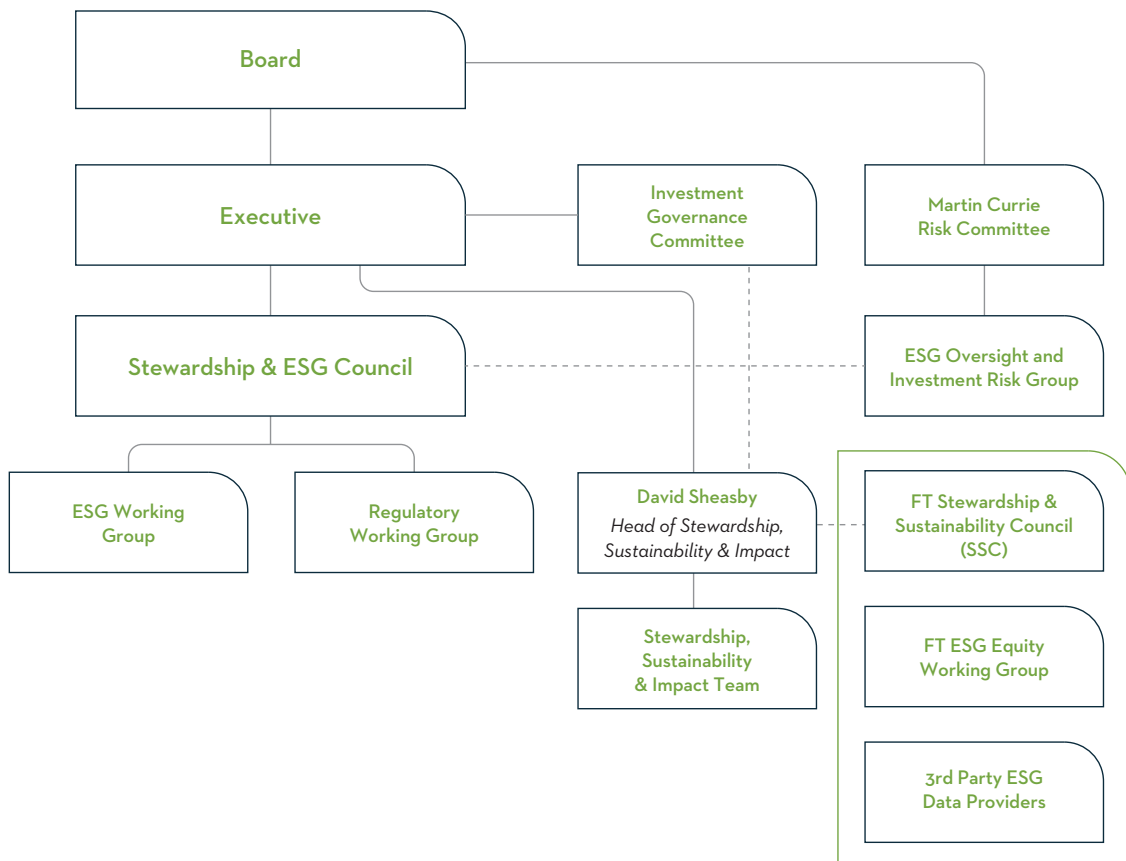 Board
Executive
Investment
Governance
Committee
Martin Currie
Risk Committee
Stewardship & ESG Council
ESG Oversight and
Investment Risk Group
ESG Working
Group
Regulatory
Working Group
David Sheasby
Head of Stewardship,
Sustainability & Impact
FT Stewardship &
Sustainability Council
(SSC)
Stewardship,
Sustainability
& Impact Team
FT ESG Equity
Working Group
3rd Party ESG
Data Providers